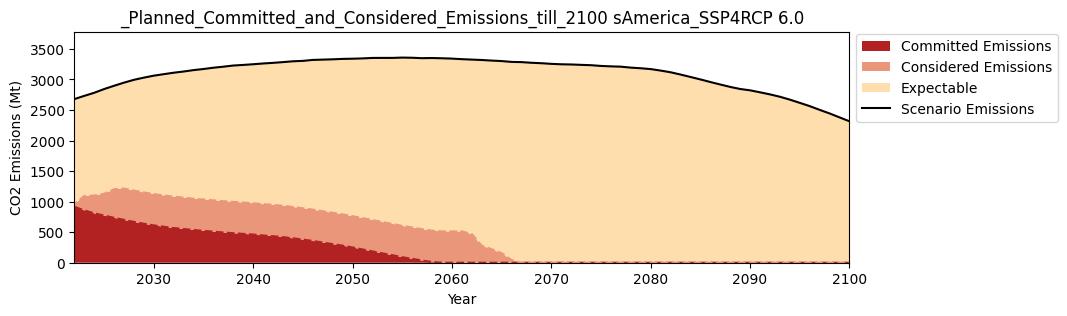 _Planned_Committed_and_Considered_Emissions_till_2100 sAmerica_SSP4RCP 6.0
CO2 Emissions (Mt)
3500
3000
2500
2000
1500
1000
500
0
2030 2040 2050 2060 2070 2080 2090 2100
Year
Committed Emissions
Considered Emissions
Expectable
Scenario Emissions